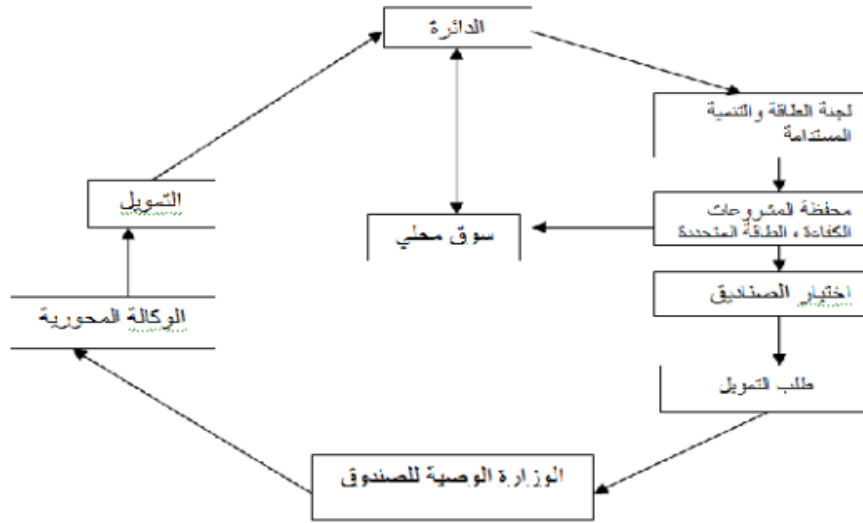 الدائرة
لجنة الطاقة والتنمية
المستدامة
التمويل
محفظة المشروعات
الكفاءة ، الطاقة المتجددة
سوق محلي
اختيار الصناديق
الوكالة المحورية
طلب التمويل
الوزارة الوصية للصندوق